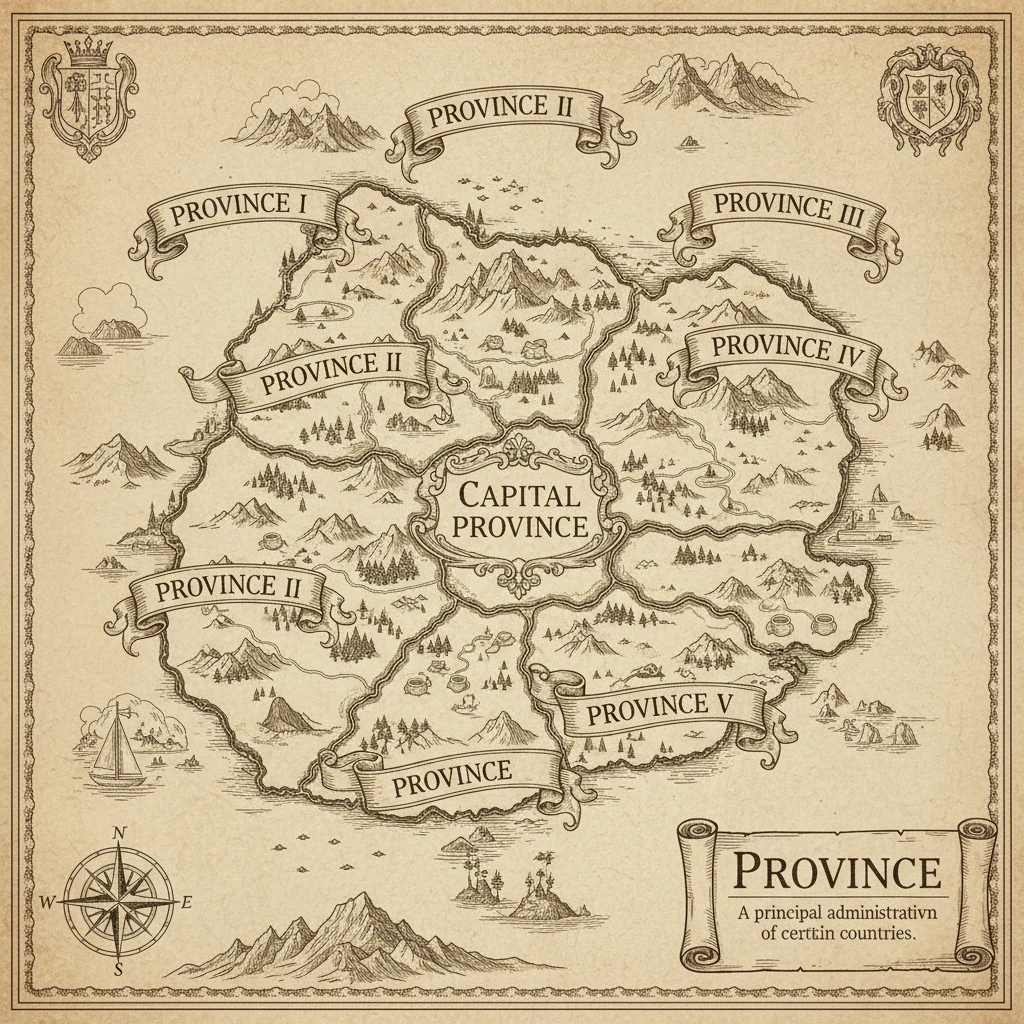 PROVINCE II
PROVINCE I
PROVINCE III
PROVINCE II
PROVINCE IV
CAPITAL
PROVINCE
PROVINCE II
PROVINCE V
PROVINCE
N
W
E
S
PROVINCE
A principal administrativn
of certtin countries.